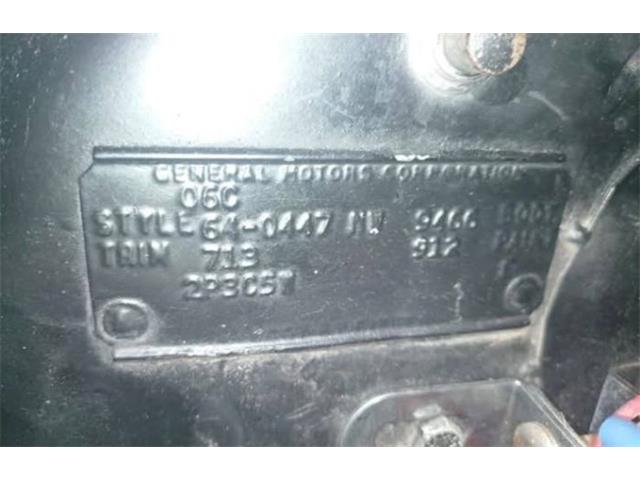 GENERAL MOTORS CORPORATION
06C
STYLE 64-0447 NW 9466 BODY
TRIM 713 912 PAINT
2P3C5W